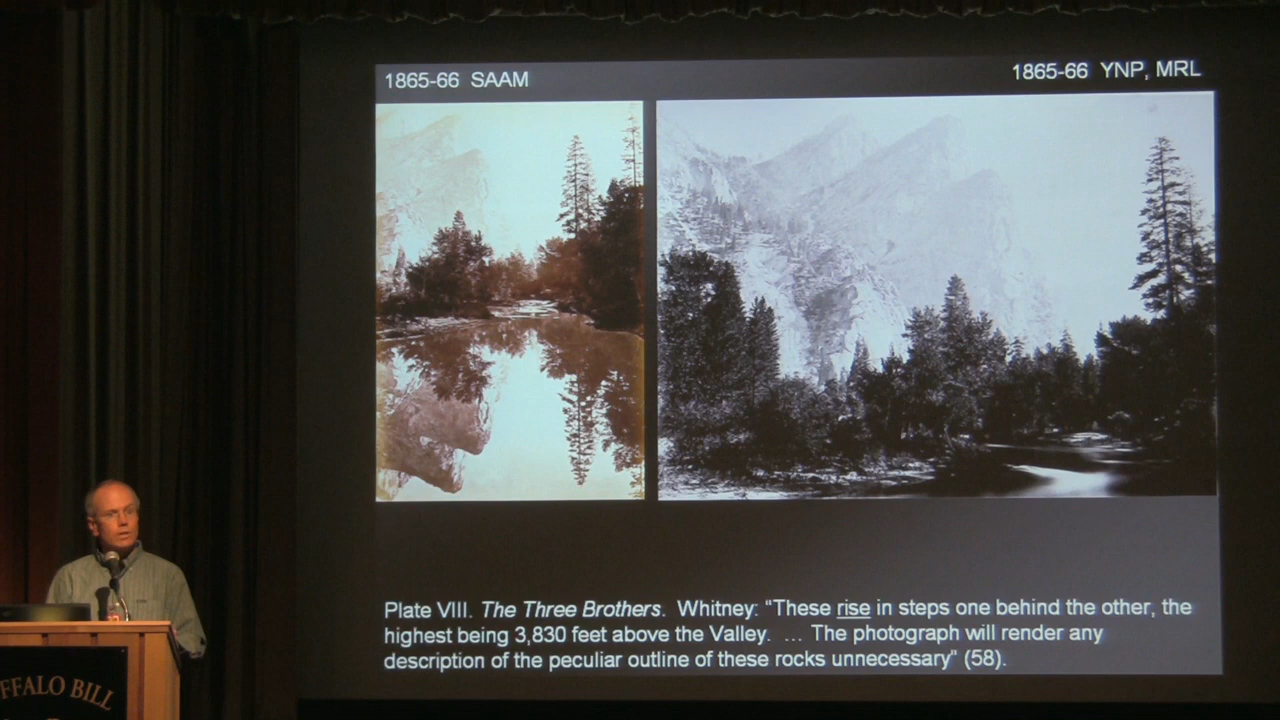 1865-66 SAAM
1865-66 YNP, MRL
Plate VIII. The Three Brothers. Whitney: “These rise in steps one behind the other, the
highest being 3,830 feet above the Valley. … The photograph will render any
description of the peculiar outline of these rocks unnecessary” (58).
FFALO BILL